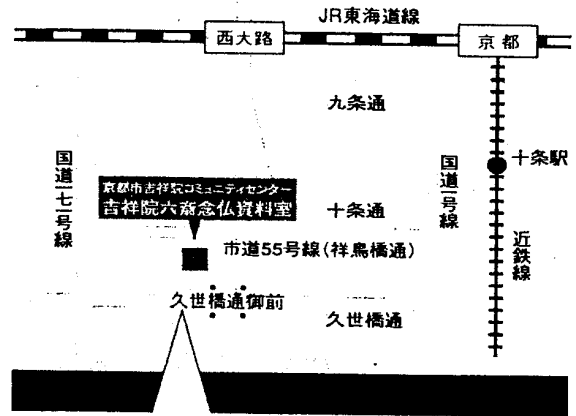 JR東海道線
西大路
京都
九条通
国道一七一号線
国道一号線
十条駅
京都市吉祥院コミュニティセンター
吉祥院六斎念仏資料室
十条通
近鉄線
市道55号線(祥鳥橋通)
久世橋通御前
久世橋通